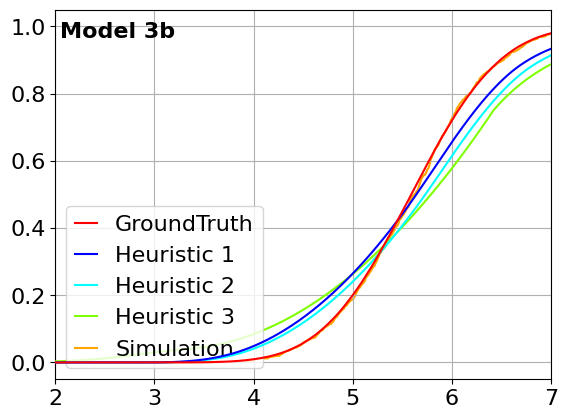 Model 3b
1.0
0.8
0.6
0.4
0.2
0.0
GroundTruth
Heuristic 1
Heuristic 2
Heuristic 3
Simulation
2 3 4 5 6 7